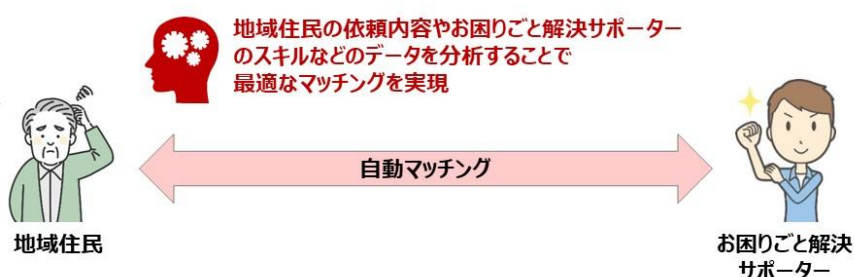 地域住民の依頼内容やお困りごと解決サポーター
のスキルなどのデータを分析することで
最適なマッチングを実現
自動マッチング
地域住民
お困りごと解決
サポーター